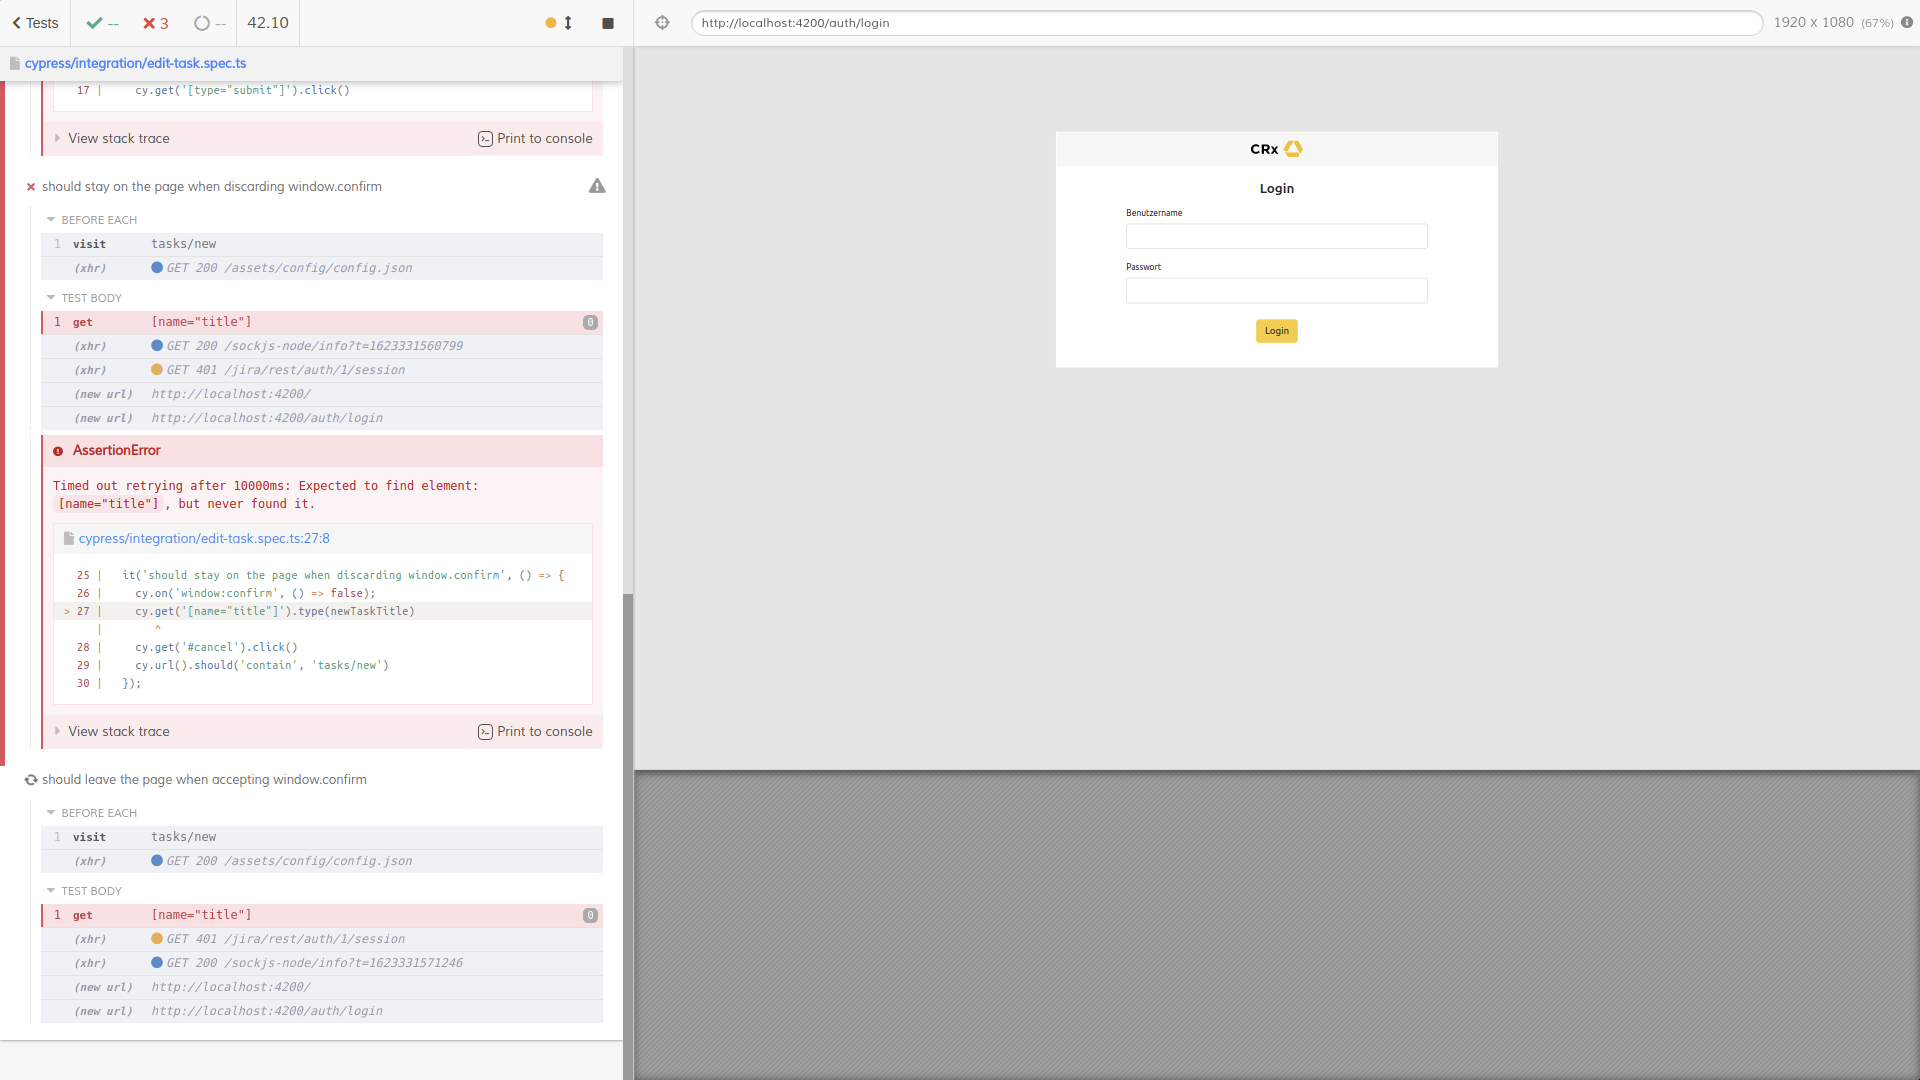 Tests
--
3
--
42.10
http://localhost:4200/auth/login
1920 x 1080 (67%)
cypress/integration/edit-task.spec.ts
17 | cy.get('[type="submit"]').click()
View stack trace
Print to console
should stay on the page when discarding window.confirm
BEFORE EACH
1 visit tasks/new
(xhr) GET 200 /assets/config/config.json
TEST BODY
1 get [name="title"] 0
(xhr) GET 200 /sockjs-node/info?t=1623331560799
(xhr) GET 401 /jira/rest/auth/1/session
(new url) http://localhost:4200/
(new url) http://localhost:4200/auth/login
AssertionError
Timed out retrying after 10000ms: Expected to find element:
[name="title"], but never found it.
cypress/integration/edit-task.spec.ts:27:8
25 | it('should stay on the page when discarding window.confirm', () => {
26 | cy.on('window:confirm', () => false);
> 27 | cy.get('[name="title"]').type(newTaskTitle)
| ^
28 | cy.get('#cancel').click()
29 | cy.url().should('contain', 'tasks/new')
30 | });
View stack trace
Print to console
should leave the page when accepting window.confirm
BEFORE EACH
1 visit tasks/new
(xhr) GET 200 /assets/config/config.json
TEST BODY
1 get [name="title"] 0
(xhr) GET 401 /jira/rest/auth/1/session
(xhr) GET 200 /sockjs-node/info?t=1623331571246
(new url) http://localhost:4200/
(new url) http://localhost:4200/auth/login
CRx
Login
Benutzername
Passwort
Login